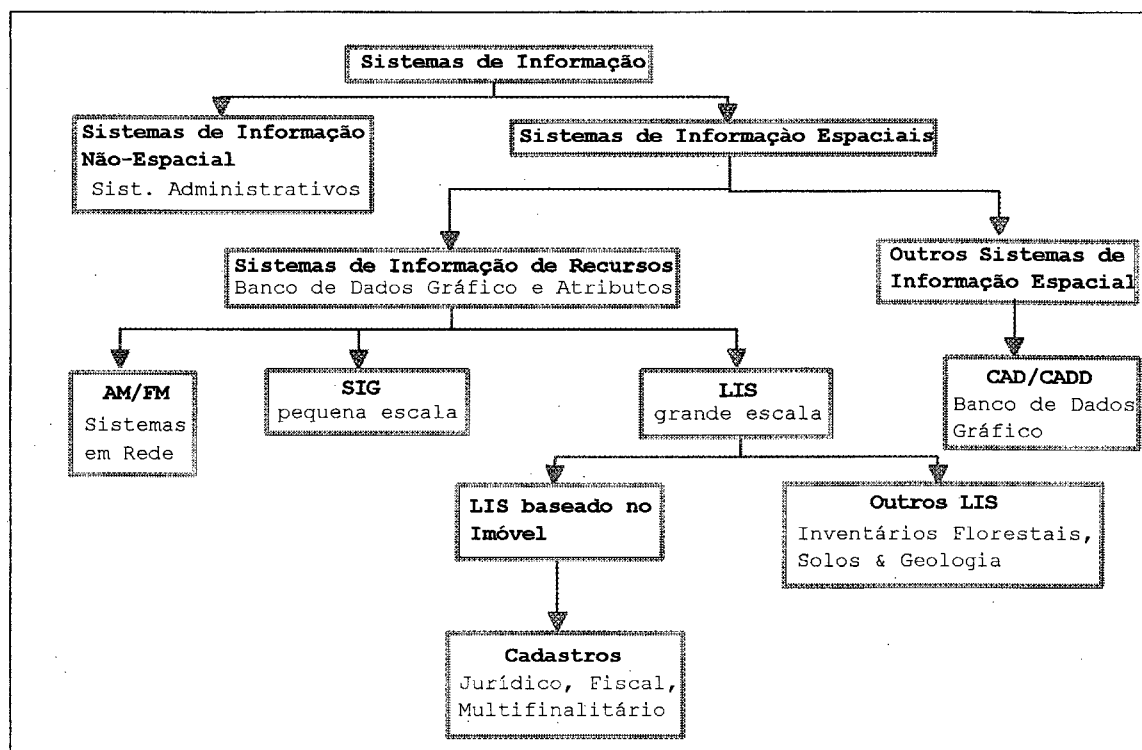 Sistemas de Informação
Sistemas de Informação
Não-Espacial
Sist. Administrativos
Sistemas de Informaçào Espaciais
Sistemas de Informação de Recursos
Banco de Dados Gráfico e Atributos
Outros Sistemas de
Informação Espacial
AM/FM
Sistemas
em Rede
SIG
pequena escala
LIS
grande escala
CAD/CADD
Banco de Dados
Gráfico
LIS baseado no
Imóvel
Outros LIS
Inventários Florestais,
Solos & Geologia
Cadastros
Jurídico, Fiscal,
Multifinalitário